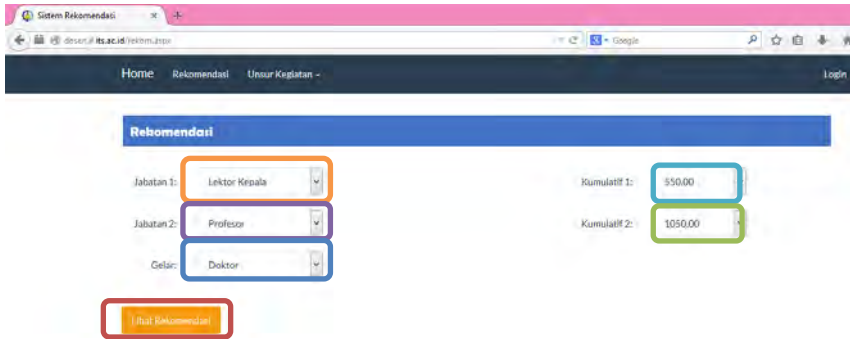 Sistem Rekomendasi
its.ac.id
Google
Home Rekomendasi Unsur Kegiatan Login
Rekomendasi
Jabatan 1: Lektor Kepala Kumulatif 1: 550,00
Jabatan 2: Profesor Kumulatif 2: 1050,00
Gelar: Doktor
Lihat Rekomendasi